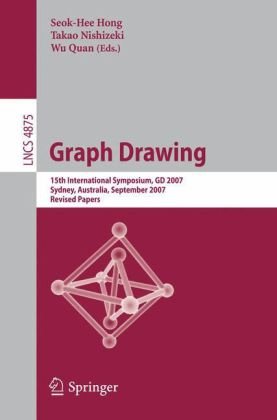 Seok-Hee Hong
Takao Nishizeki
Wu Quan (Eds.)
LNCS 4875
Graph Drawing
15th International Symposium, GD 2007
Sydney, Australia, September 2007
Revised Papers
Springer